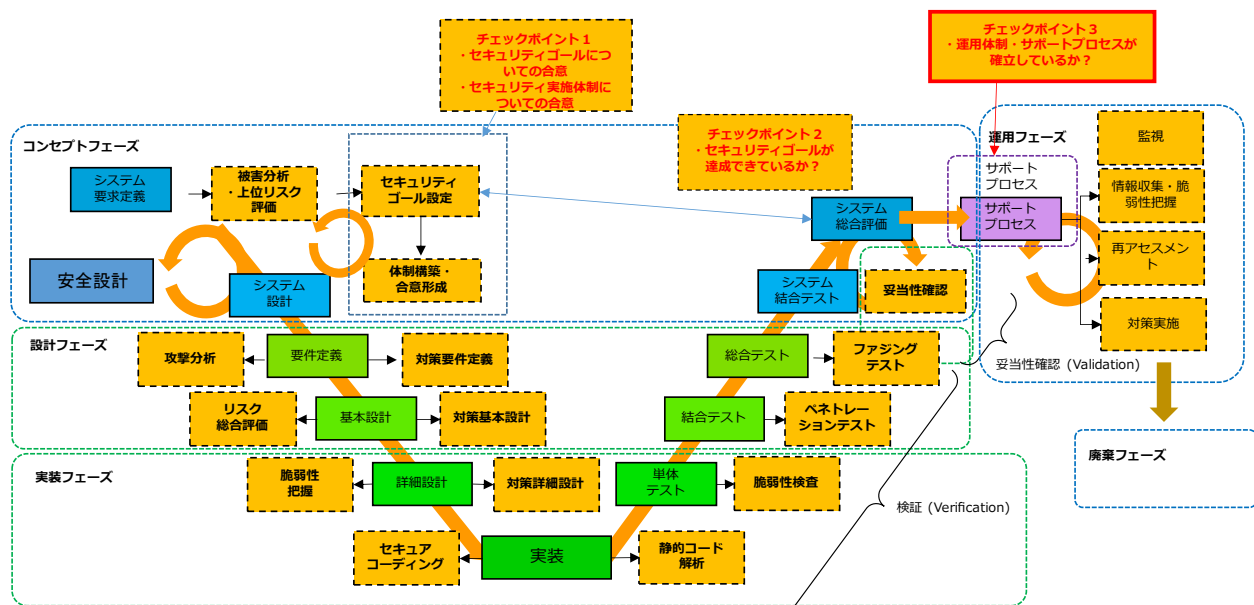 チェックポイント１
・セキュリティゴールにつ
いての合意
・セキュリティ実施体制に
ついての合意
チェックポイント３
・運用体制・サポートプロセスが
確立しているか？
チェックポイント２
・セキュリティゴールが
達成できているか？
コンセプトフェーズ
システム
要求定義
被害分析
・上位リスク
評価
セキュリティ
ゴール設定
体制構築・
合意形成
安全設計
システム
設計
システム
総合評価
システム
結合テスト
妥当性確認
運用フェーズ
サポート
プロセス
サポート
プロセス
監視
情報収集・脆
弱性把握
再アセスメン
ト
対策実施
設計フェーズ
攻撃分析
要件定義
対策要件定義
総合テスト
ファジング
テスト
妥当性確認 (Validation)
リスク
総合評価
基本設計
対策基本設計
結合テスト
ペネトレー
ションテスト
廃棄フェーズ
実装フェーズ
脆弱性
把握
詳細設計
対策詳細設計
単体
テスト
脆弱性検査
検証 (Verification)
セキュア
コーディング
実装
静的コード
解析